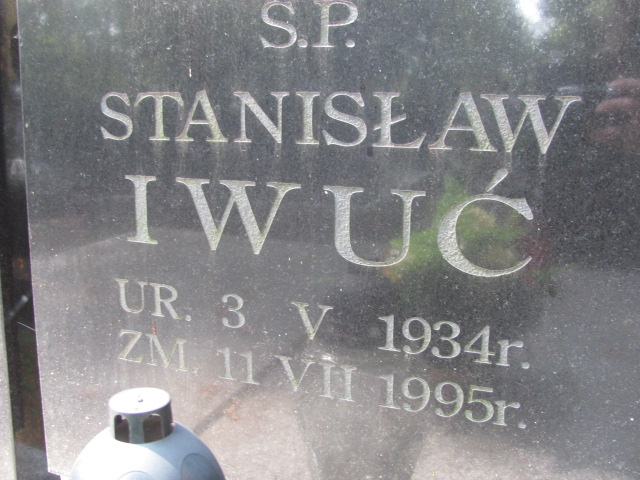 S.P.
STANISŁAW
IWUĆ
UR. 3 V 1934r.
ZM. 11 VII 1995r.